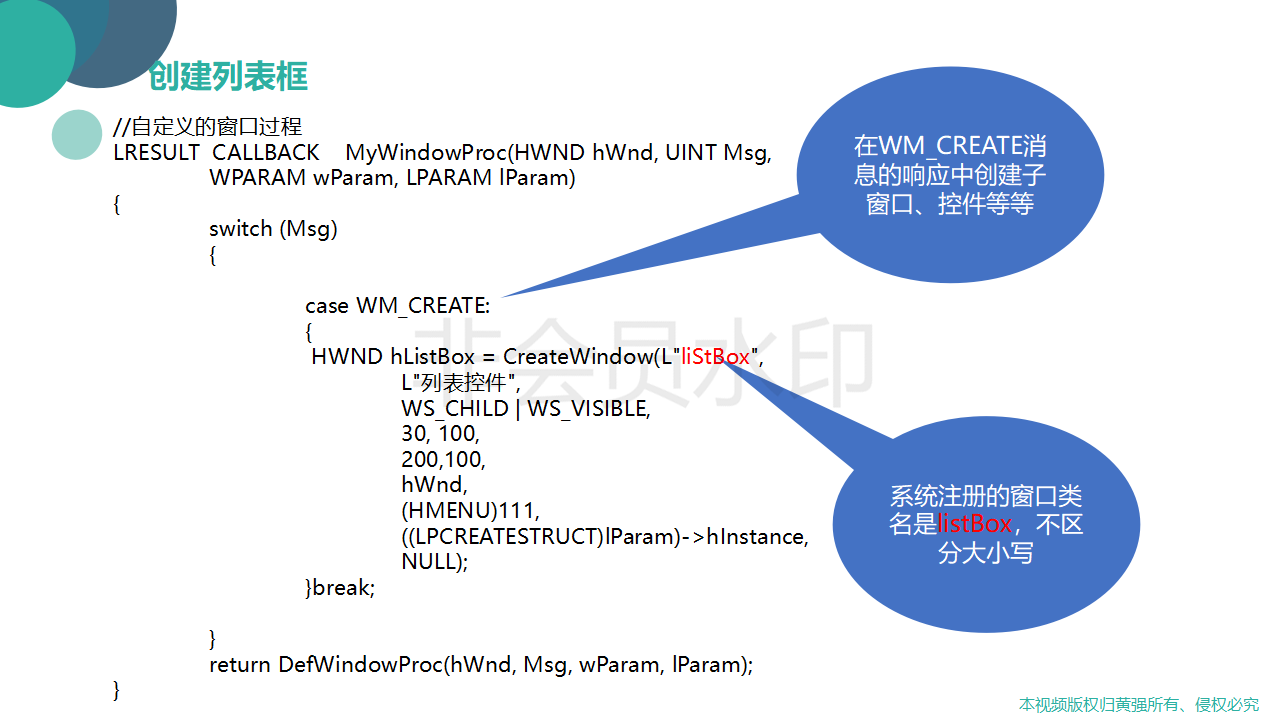 创建列表框
//自定义的窗口过程
LRESULT CALLBACK MyWindowProc(HWND hWnd, UINT Msg,
WPARAM wParam, LPARAM lParam)
{
switch (Msg)
{
case WM_CREATE:
{
HWND hListBox = CreateWindow(L"liStBox",
L"列表控件",
WS_CHILD | WS_VISIBLE,
30, 100,
200,100,
hWnd,
(HMENU)111,
((LPCREATESTRUCT)lParam)->hInstance,
NULL);
}break;
}
return DefWindowProc(hWnd, Msg, wParam, lParam);
}
在WM_CREATE消
息的响应中创建子
窗口、控件等等
系统注册的窗口类
名是listBox，不区
分大小写
非会员水印
本视频版权归黄强所有、侵权必究